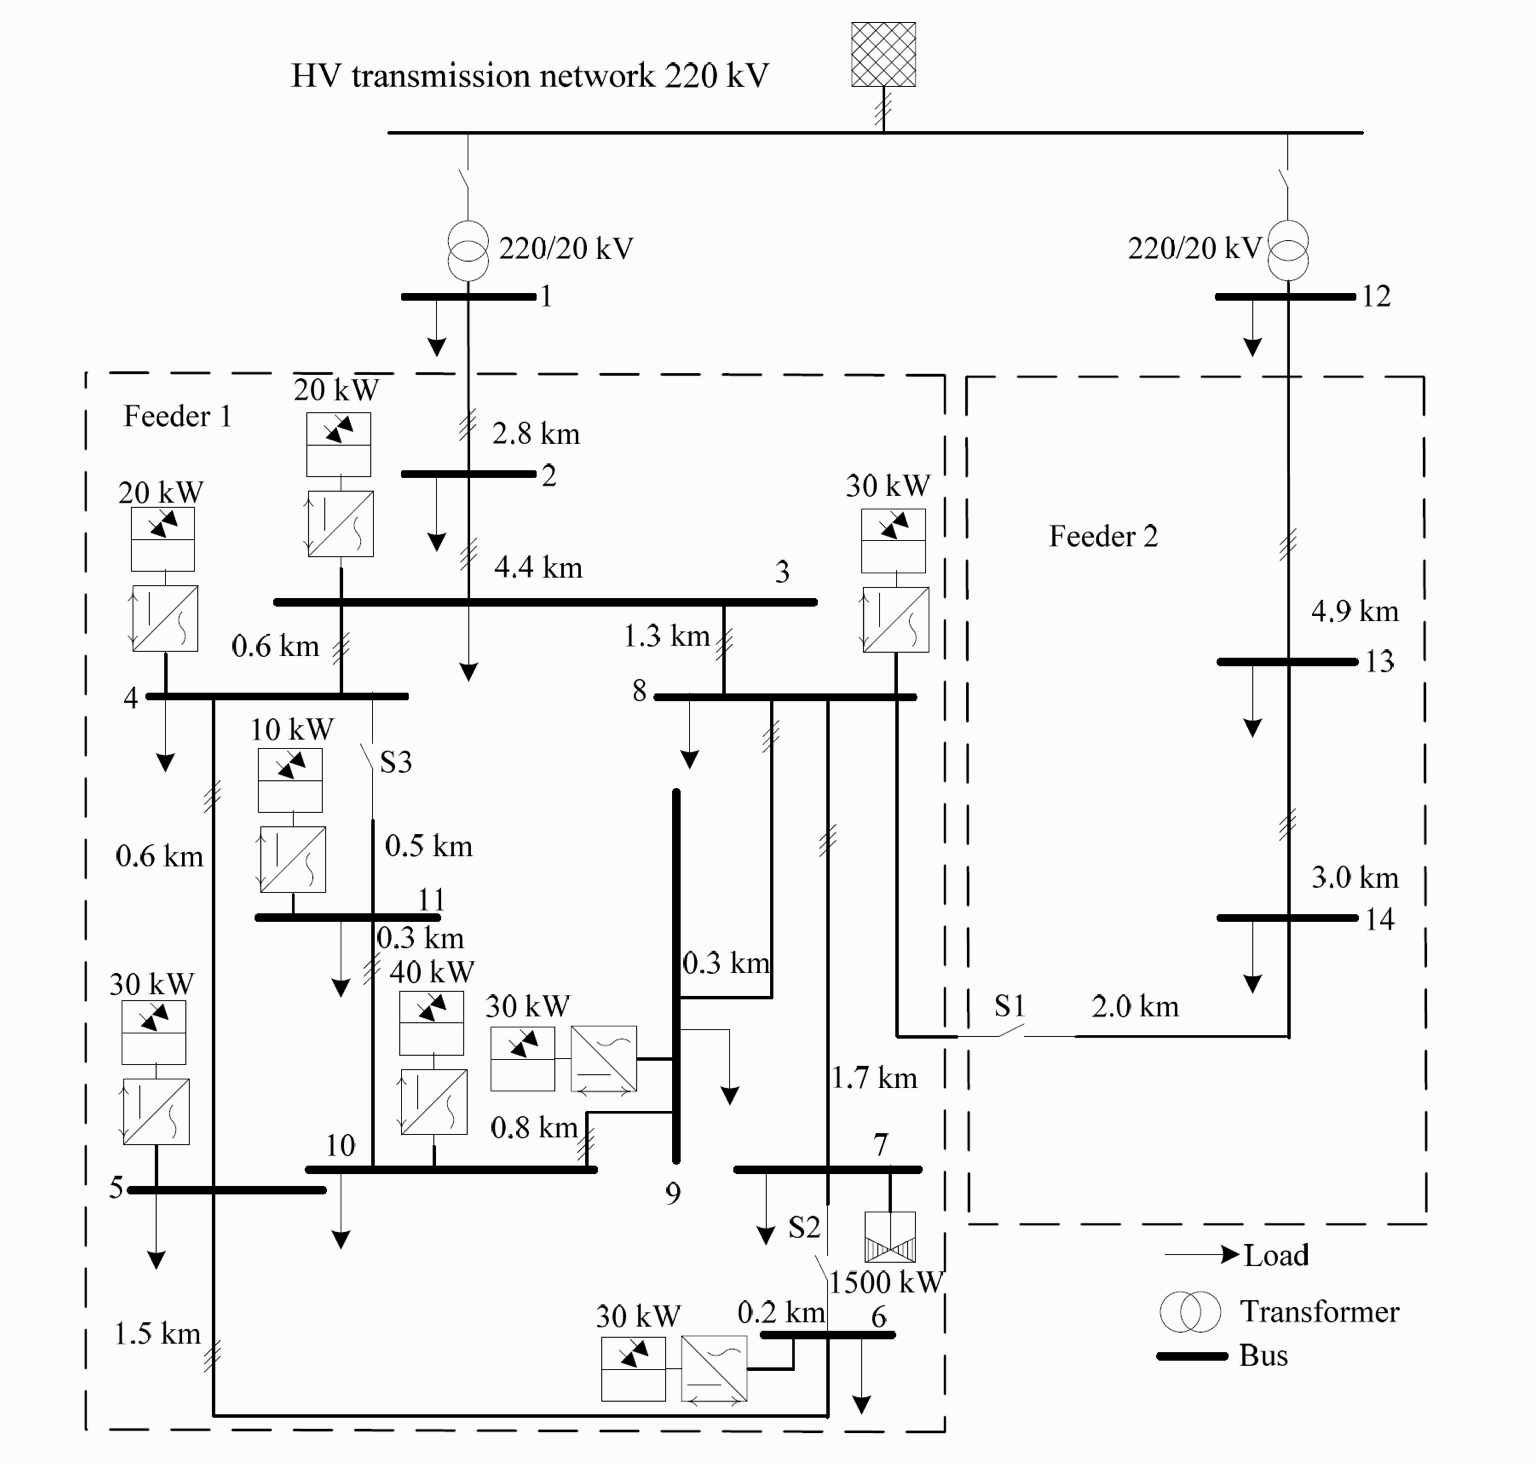 HV transmission network 220 kV
220/20 kV
220/20 kV
1
12
20 kW
Feeder 1
2.8 km
2
20 kW
30 kW
Feeder 2
4.4 km
3
4.9 km
0.6 km
1.3 km
13
4
8
10 kW
S3
0.6 km
0.5 km
3.0 km
11
14
0.3 km
40 kW
0.3 km
30 kW
30 kW
S1
2.0 km
1.7 km
0.8 km
10
7
5
9
S2
Load
1500 kW
30 kW
0.2 km
6
Transformer
1.5 km
Bus